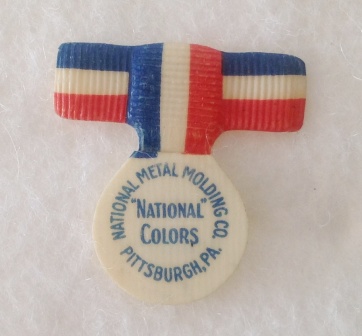 NATIONAL METAL MOLDING CO.
"NATIONAL"
COLORS
PITTSBURGH, PA.